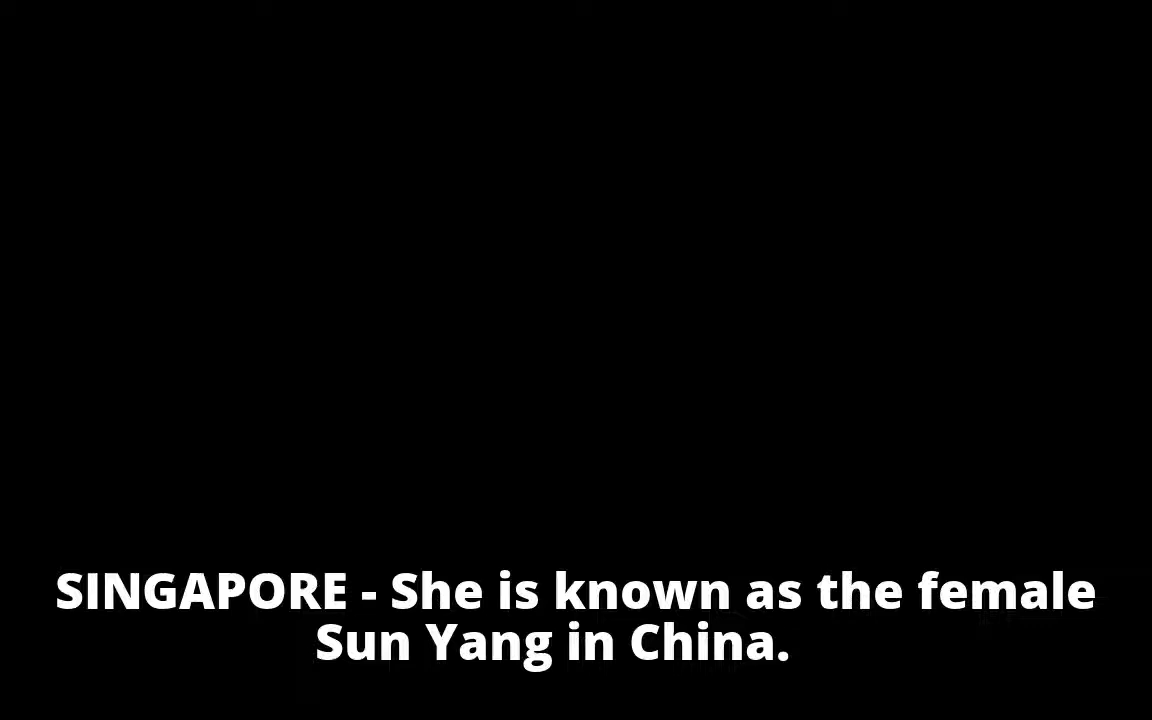 SINGAPORE - She is known as the female
Sun Yang in China.